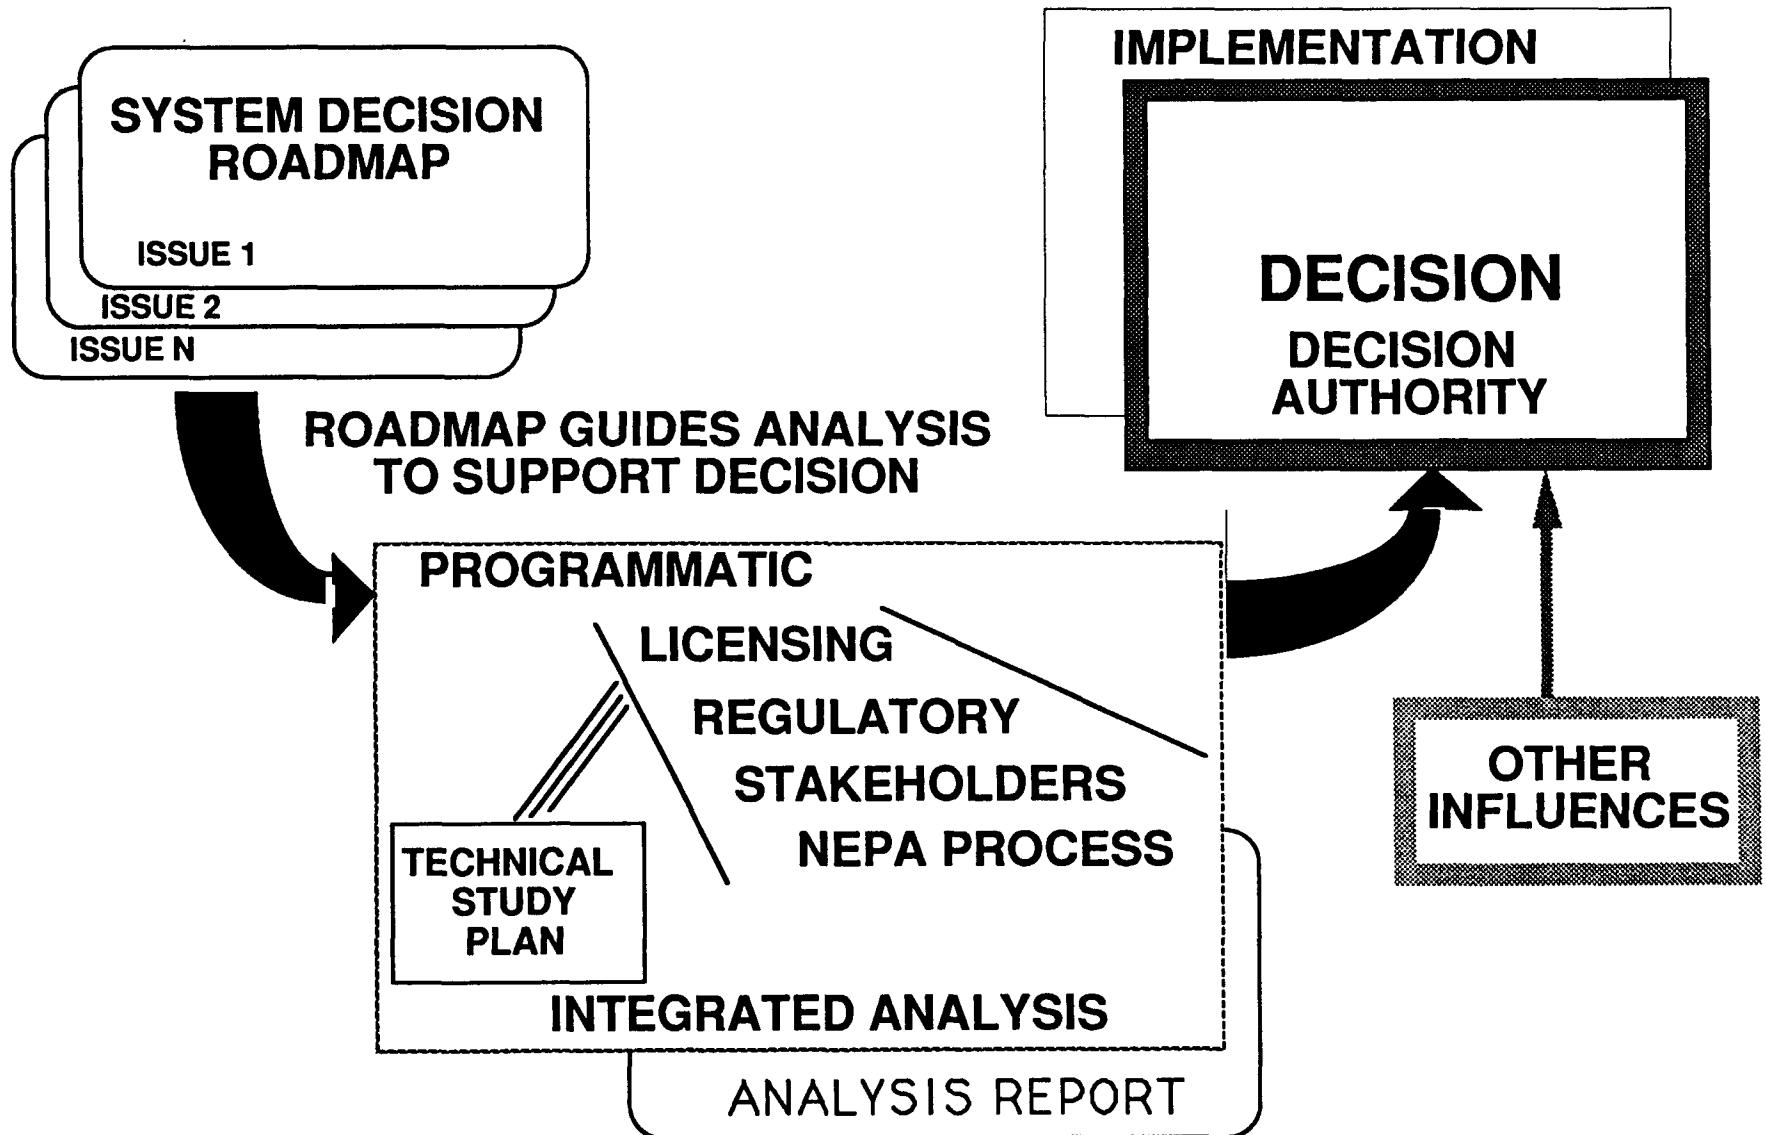 SYSTEM DECISION
ROADMAP
ISSUE 1
ISSUE 2
ISSUE N
ROADMAP GUIDES ANALYSIS
TO SUPPORT DECISION
IMPLEMENTATION
DECISION
DECISION
AUTHORITY
PROGRAMMATIC
LICENSING
REGULATORY
STAKEHOLDERS
NEPA PROCESS
TECHNICAL
STUDY
PLAN
INTEGRATED ANALYSIS
ANALYSIS REPORT
OTHER
INFLUENCES